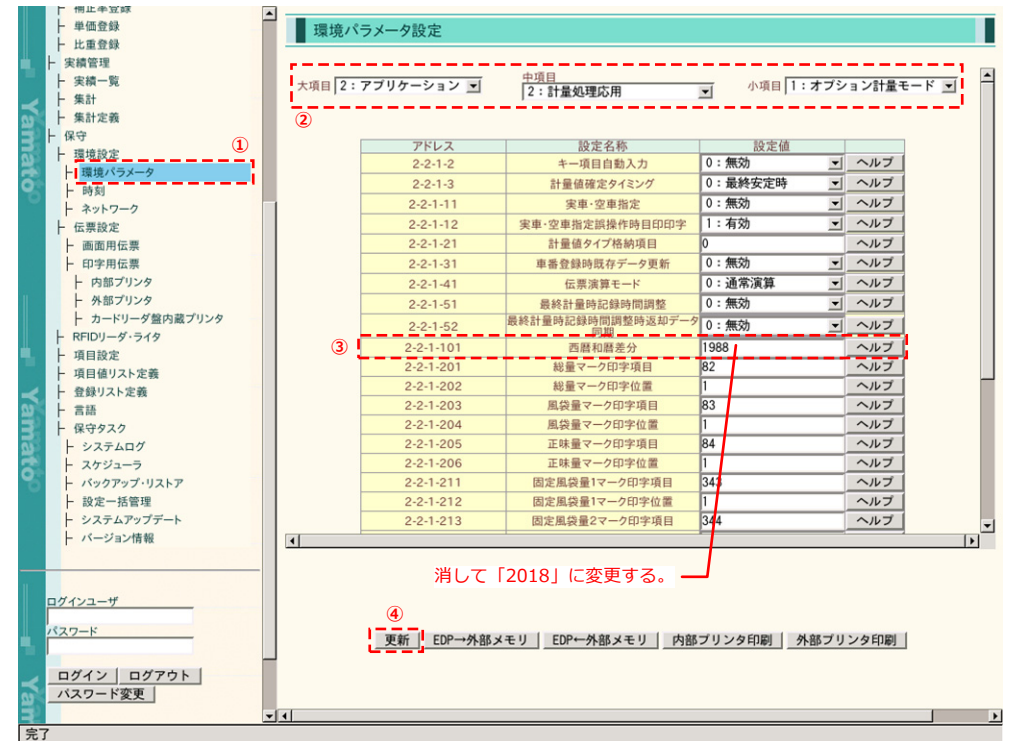 補正率登録
単価登録
比重登録
実績管理
実績一覧
集計
集計定義
保守
①
環境設定
環境パラメータ
時刻
ネットワーク
伝票設定
画面用伝票
印字用伝票
内部プリンタ
外部プリンタ
カードリーダ盤内蔵プリンタ
RFIDリーダ・ライタ
項目設定
項目値リスト定義
登録リスト定義
言語
保守タスク
システムログ
スケジューラ
バックアップ・リストア
設定一括管理
システムアップデート
バージョン情報
ログインユーザ
パスワード
ログイン ログアウト
パスワード変更
Yamato
Yamato
Yam
環境パラメータ設定
大項目 2：アプリケーション 中項目 2：計量処理応用 小項目 1：オプション計量モード
②
アドレス 設定名称 設定値
2-2-1-2 キー項目自動入力 0：無効 ヘルプ
2-2-1-3 計量値確定タイミング 0：最終安定時 ヘルプ
2-2-1-11 実車・空車指定 0：無効 ヘルプ
2-2-1-12 実車・空車指定誤操作時目印印字 1：有効 ヘルプ
2-2-1-21 計量値タイプ格納項目 0 ヘルプ
2-2-1-31 車番登録時既存データ更新 0：無効 ヘルプ
2-2-1-41 伝票演算モード 0：通常演算 ヘルプ
2-2-1-51 最終計量時記録時間調整 0：無効 ヘルプ
2-2-1-52 最終計量時記録時間調整時返却データ同期 0：無効 ヘルプ
③ 2-2-1-101 西暦和暦差分 1988 ヘルプ
2-2-1-201 総量マーク印字項目 82 ヘルプ
2-2-1-202 総量マーク印字位置 1 ヘルプ
2-2-1-203 風袋量マーク印字項目 83 ヘルプ
2-2-1-204 風袋量マーク印字位置 1 ヘルプ
2-2-1-205 正味量マーク印字項目 84 ヘルプ
2-2-1-206 正味量マーク印字位置 1 ヘルプ
2-2-1-211 固定風袋量1マーク印字項目 343 ヘルプ
2-2-1-212 固定風袋量1マーク印字位置 1 ヘルプ
2-2-1-213 固定風袋量2マーク印字項目 344 ヘルプ
消して「2018」に変更する。
④
更新 EDP→外部メモリ EDP←外部メモリ 内部プリンタ印刷 外部プリンタ印刷
完了